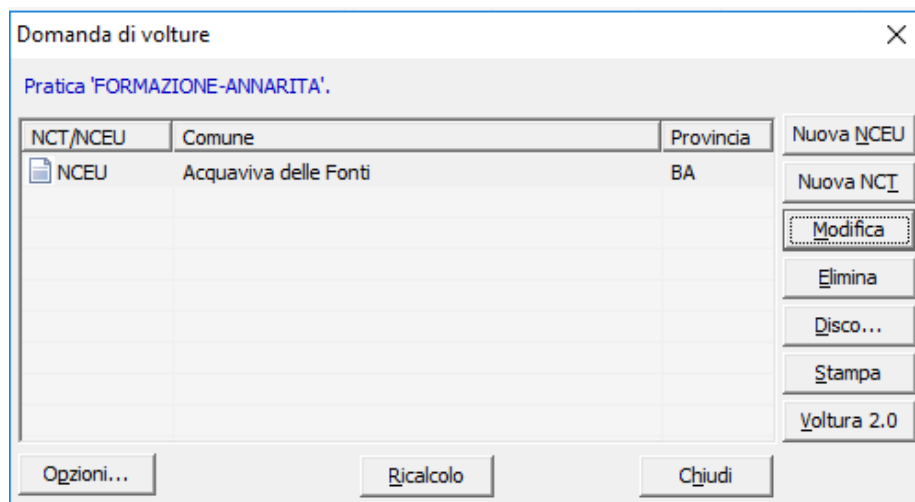 Domanda di volture
Pratica 'FORMAZIONE-ANNARITA'.
NCT/NCEU Comune Provincia
NCEU Acquaviva delle Fonti BA
Nuova NCEU
Nuova NCT
Modifica
Elimina
Disco...
Stampa
Voltura 2.0
Opzioni... Ricalcolo Chiudi